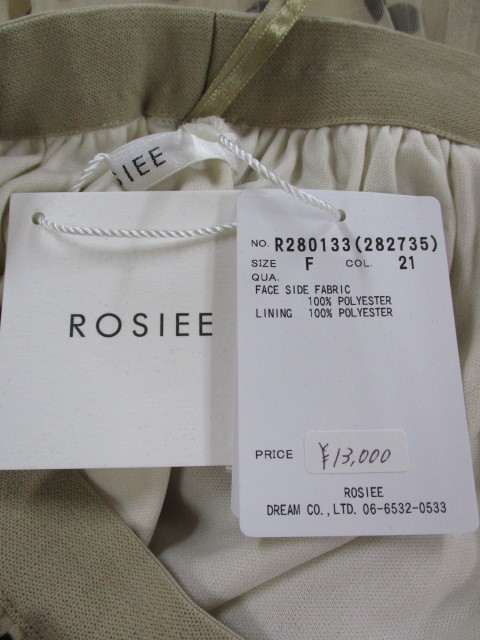 SIEE
ROSIEE
NO. R280133(282735)
SIZE F COL. 21
QUA.
FACE SIDE FABRIC
100% POLYESTER
LINING 100% POLYESTER
PRICE ¥13,000
ROSIEE
DREAM CO.,LTD. 06-6532-0533